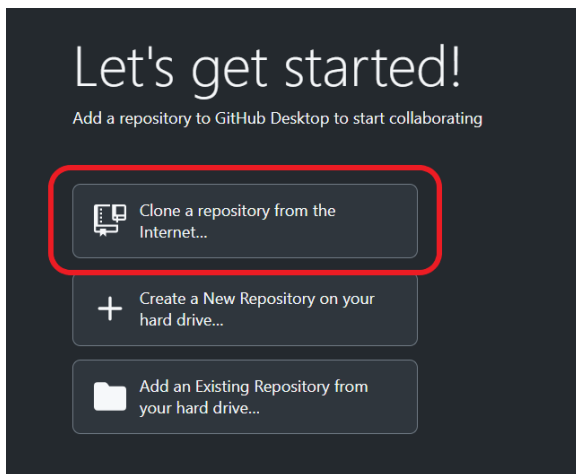 Let's get started!
Add a repository to GitHub Desktop to start collaborating
Clone a repository from the
Internet...
Create a New Repository on your
hard drive...
Add an Existing Repository from
your hard drive...